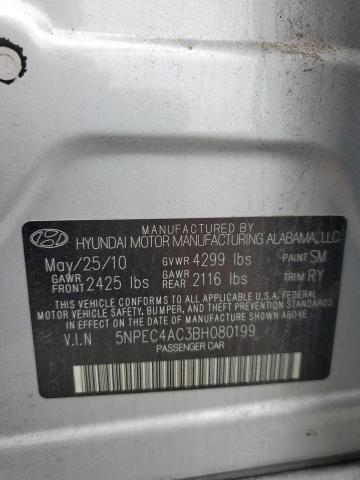 MANUFACTURED BY
HYUNDAI MOTOR MANUFACTURING ALABAMA, LLC
May/25/10 GVWR 4299 lbs PAINT SM
GAWR FRONT 2425 lbs GAWR REAR 2116 lbs TRIM RY
THIS VEHICLE CONFORMS TO ALL APPLICABLE U.S. FEDERAL
MOTOR VEHICLE SAFETY, BUMPER, AND THEFT PREVENTION
STANDARDS IN EFFECT ON THE DATE OF MANUFACTURE SHOWN ABOVE.
V.I.N 5NPEC4AC3BH080199
PASSENGER CAR